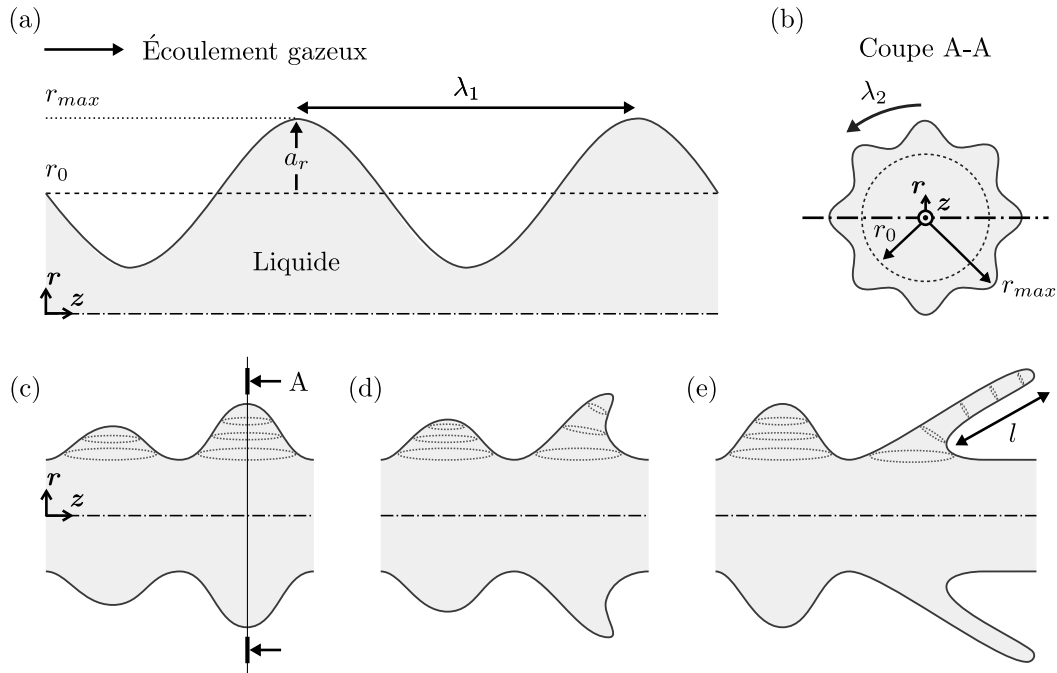 (a)
Écoulement gazeux
r_max
λ_1
a_r
r_0
Liquide
r
z
(b)
Coupe A-A
λ_2
r
z
r_0
r_max
(c)
A
r
z
(d)
(e)
l